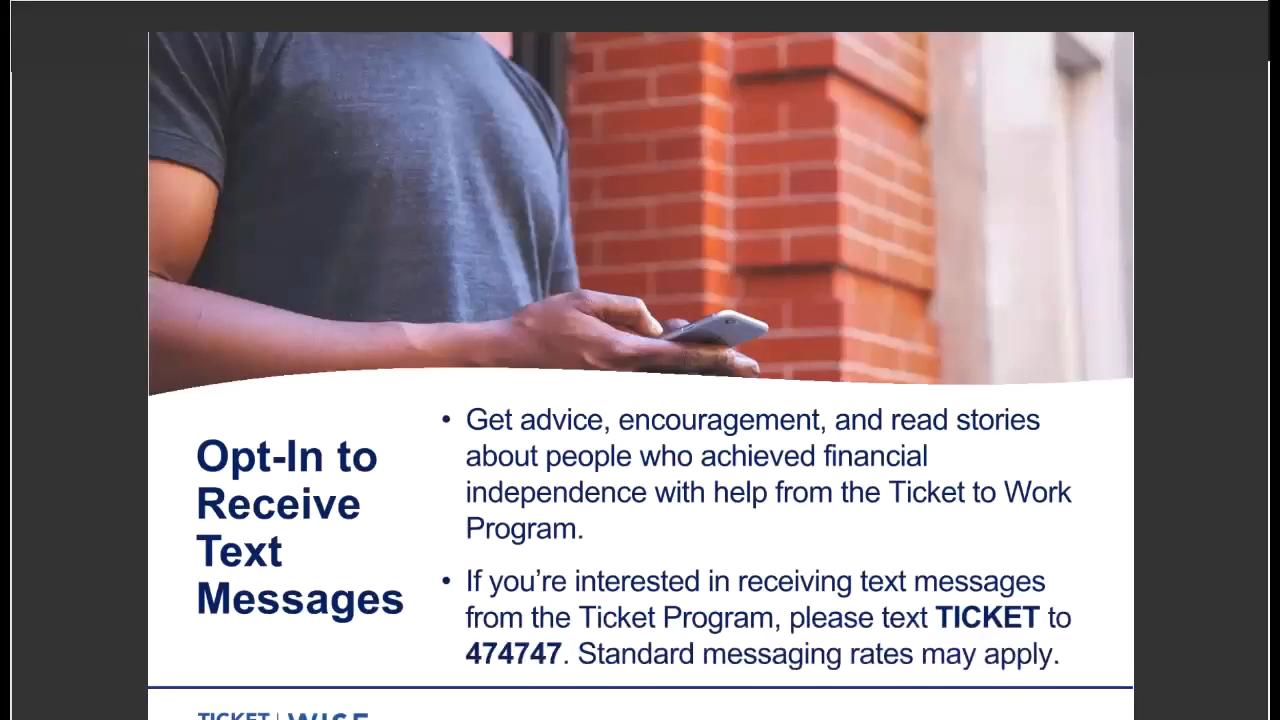 Opt-In to
Receive
Text
Messages
• Get advice, encouragement, and read stories
about people who achieved financial
independence with help from the Ticket to Work
Program.
• If you’re interested in receiving text messages
from the Ticket Program, please text TICKET to
474747. Standard messaging rates may apply.
TICKET | WISE